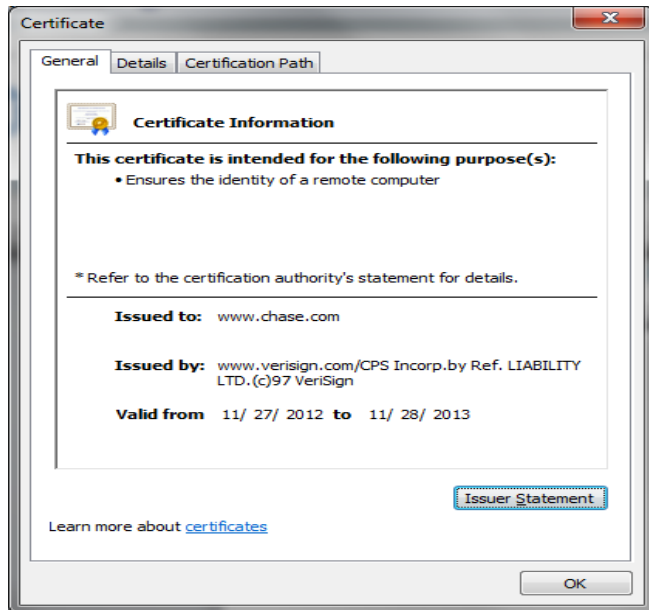 Certificate
General Details Certification Path
Certificate Information
This certificate is intended for the following purpose(s):
• Ensures the identity of a remote computer
* Refer to the certification authority's statement for details.
Issued to: www.chase.com
Issued by: www.verisign.com/CPS Incorp.by Ref. LIABILITY
LTD.(c)97 VeriSign
Valid from 11/ 27/ 2012 to 11/ 28/ 2013
Issuer Statement
Learn more about certificates
OK